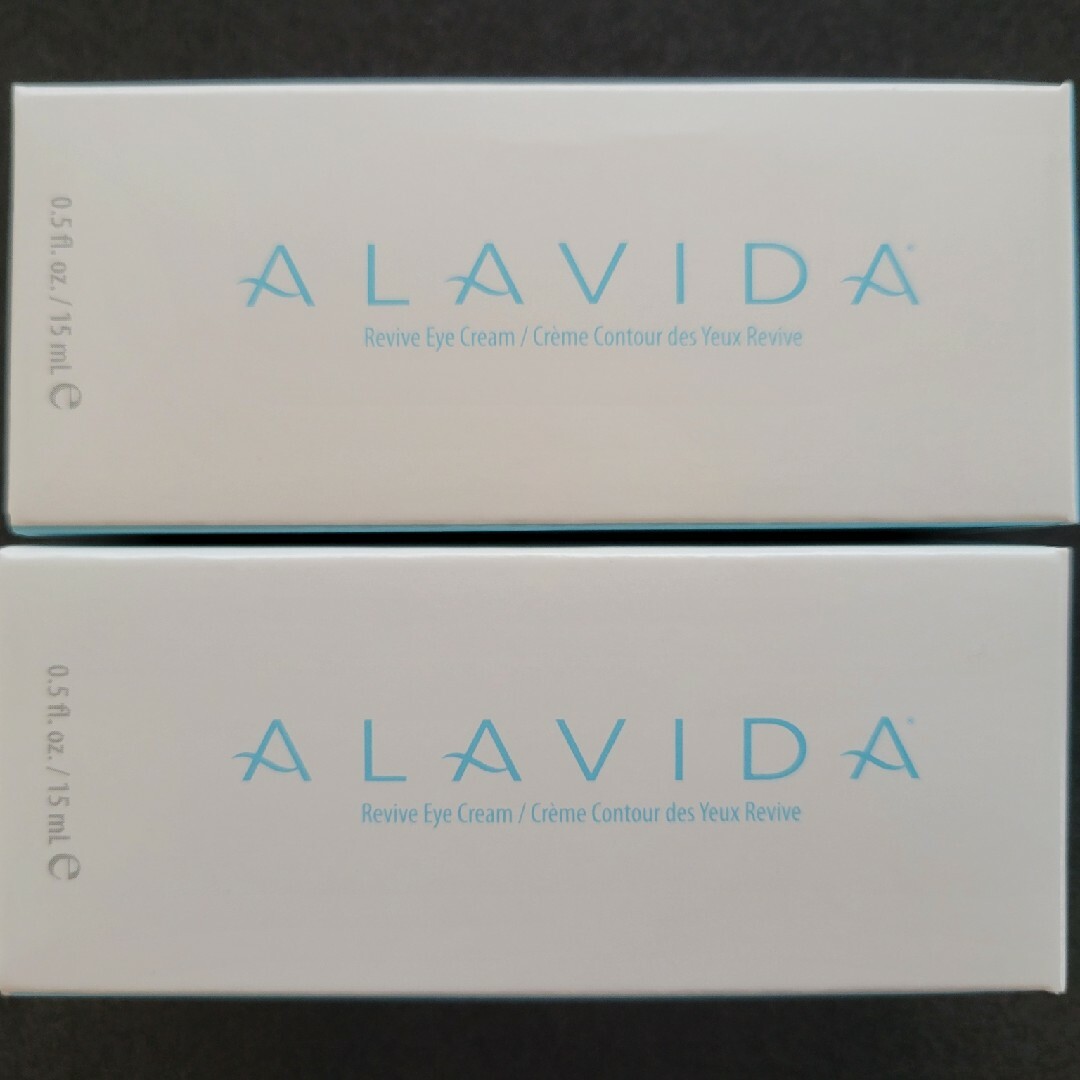 ALAVIDA
Revive Eye Cream / Crème Contour des Yeux Revive
0.5 fl. oz. / 15 mL ℮
ALAVIDA
Revive Eye Cream / Crème Contour des Yeux Revive
0.5 fl. oz. / 15 mL ℮